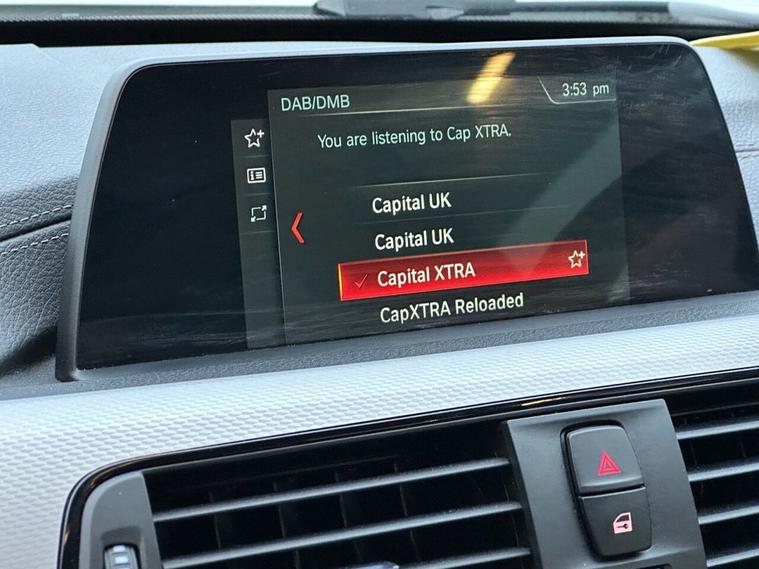 DAB/DMB
3:53 pm
You are listening to Cap XTRA.
Capital UK
Capital UK
Capital XTRA
CapXTRA Reloaded